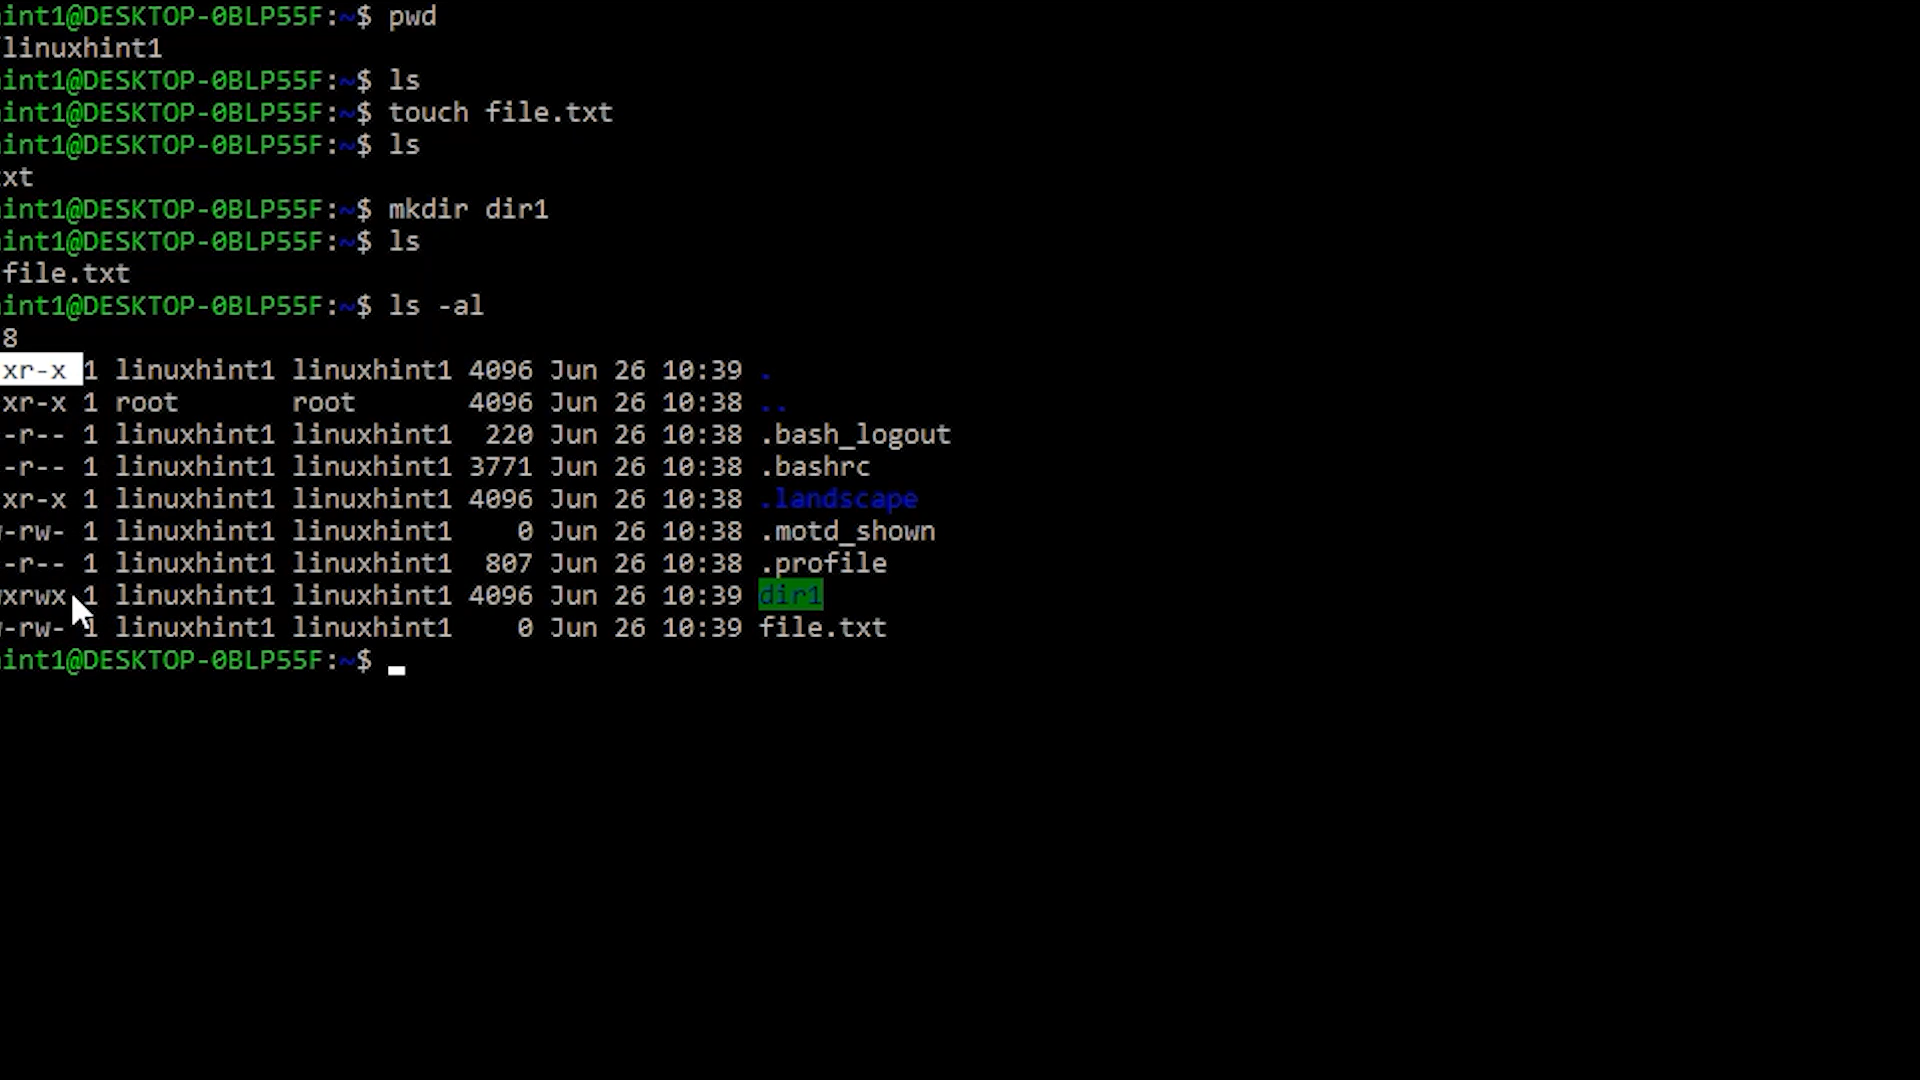 int1@DESKTOP-0BLP55F:~$ pwd
/linuxhint1
int1@DESKTOP-0BLP55F:~$ ls
int1@DESKTOP-0BLP55F:~$ touch file.txt
int1@DESKTOP-0BLP55F:~$ ls
xt
int1@DESKTOP-0BLP55F:~$ mkdir dir1
int1@DESKTOP-0BLP55F:~$ ls
file.txt
int1@DESKTOP-0BLP55F:~$ ls -al
8
xr-x 1 linuxhint1 linuxhint1 4096 Jun 26 10:39 .
xr-x 1 root       root       4096 Jun 26 10:38 ..
-r-- 1 linuxhint1 linuxhint1  220 Jun 26 10:38 .bash_logout
-r-- 1 linuxhint1 linuxhint1 3771 Jun 26 10:38 .bashrc
xr-x 1 linuxhint1 linuxhint1 4096 Jun 26 10:38 .landscape
-rw- 1 linuxhint1 linuxhint1    0 Jun 26 10:38 .motd_shown
-r-- 1 linuxhint1 linuxhint1  807 Jun 26 10:38 .profile
xrwx 1 linuxhint1 linuxhint1 4096 Jun 26 10:39 dir1
-rw- 1 linuxhint1 linuxhint1    0 Jun 26 10:39 file.txt
int1@DESKTOP-0BLP55F:~$